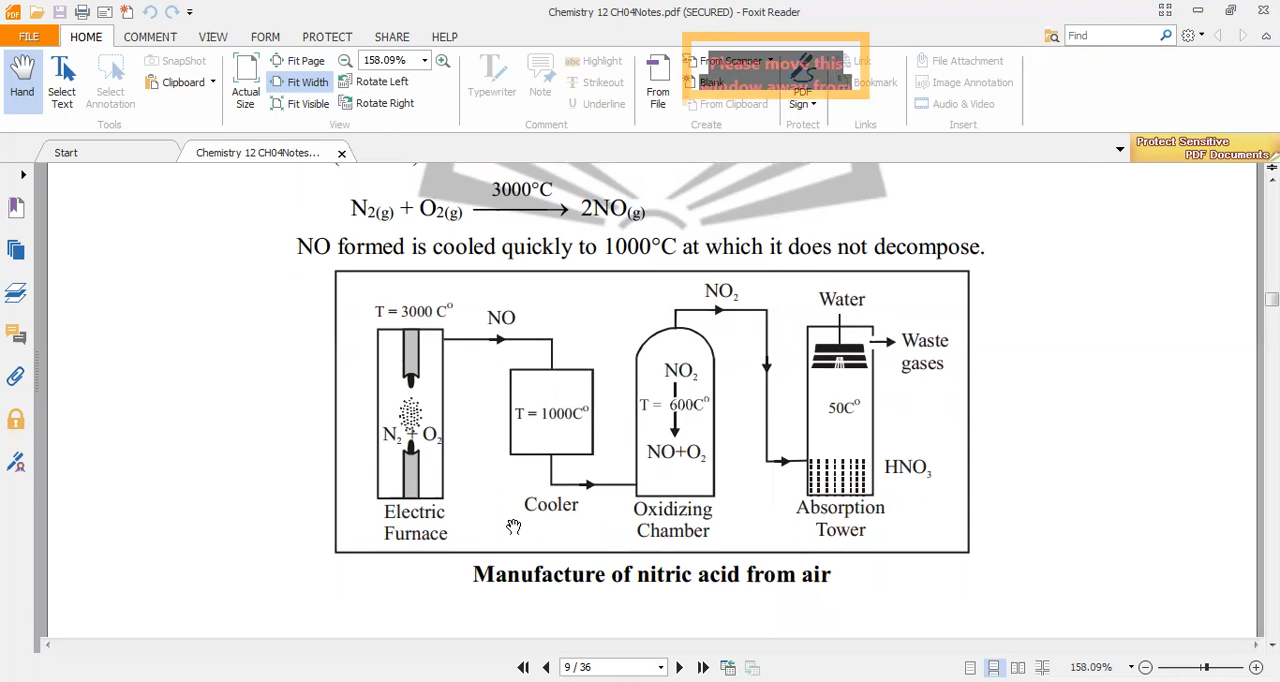 Chemistry 12 CH04Notes.pdf (SECURED) - Foxit Reader
FILE HOME COMMENT VIEW FORM PROTECT SHARE HELP Find
Hand
Select Text
Select Annotation
SnapShot
Clipboard
Tools
Actual Size
Fit Page
Fit Width
Fit Visible
158.09%
Rotate Left
Rotate Right
View
Typewriter
Note
Highlight
Strikeout
Underline
Comment
From File
From Scanner
Blank
From Clipboard
Create
Please move this
window away from
PDF Sign
Protect
Link
Bookmark
Links
File Attachment
Image Annotation
Audio & Video
Insert
Start
Chemistry 12 CH04Notes...
Protect Sensitive
PDF Documents
3000°C
N2(g) + O2(g) ⟶ 2NO(g)
NO formed is cooled quickly to 1000°C at which it does not decompose.
T = 3000 C°
NO
N2 + O2
Electric
Furnace
T = 1000C°
Cooler
NO2
NO2
T = 600C°
NO+O2
Oxidizing
Chamber
Water
Waste
gases
50C°
HNO3
Absorption
Tower
Manufacture of nitric acid from air
9 / 36
158.09%